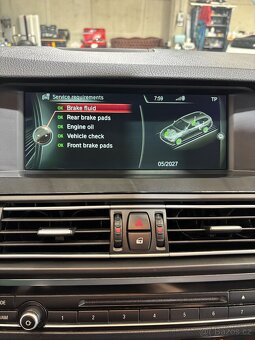 Service requirements
7:59
TP
OK Brake fluid
OK Rear brake pads
OK Engine oil
OK Vehicle check
OK Front brake pads
05/2027